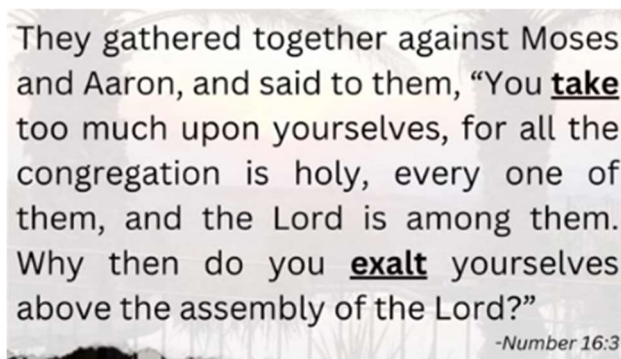 They gathered together against Moses
and Aaron, and said to them, “You take
too much upon yourselves, for all the
congregation is holy, every one of
them, and the Lord is among them.
Why then do you exalt yourselves
above the assembly of the Lord?”
-Number 16:3